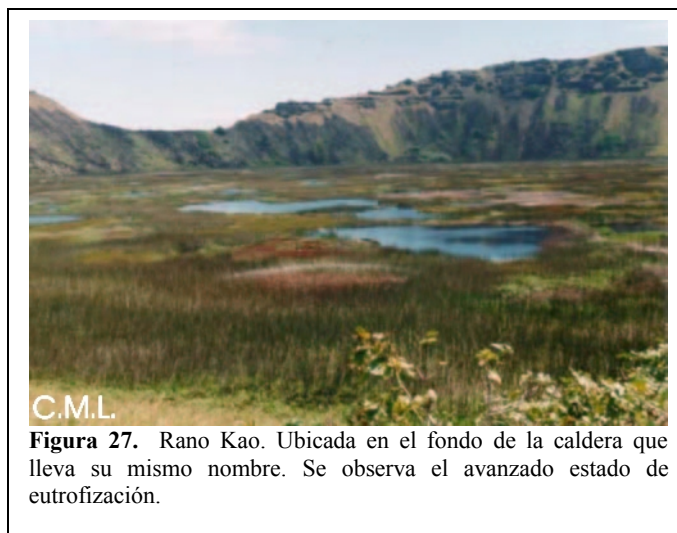 C.M.L.
Figura 27. Rano Kao. Ubicada en el fondo de la caldera que
lleva su mismo nombre. Se observa el avanzado estado de
eutrofización.